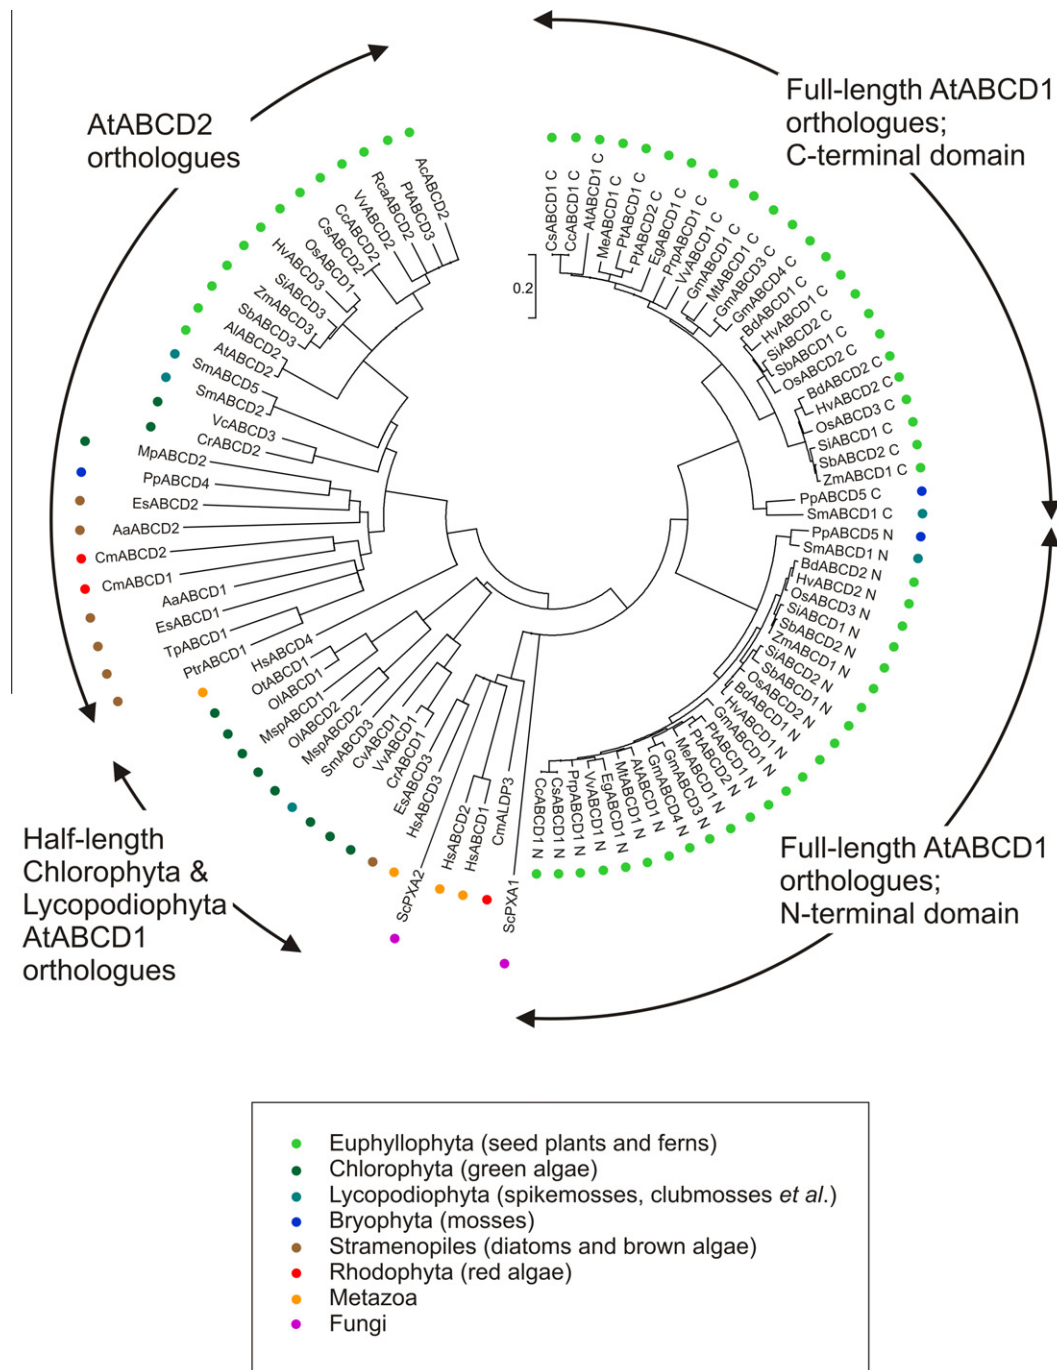 AtABCD2
orthologues
Full-length AtABCD1
orthologues;
C-terminal domain
AcABCD2
PtABCD3
RcaABCD2
VvABCD2
CcABCD2
CsABCD2
OsABCD1
HvABCD3
SiABCD3
ZmABCD3
SbABCD3
AlABCD2
AtABCD2
SmABCD5
SmABCD2
VcABCD3
CrABCD2
MpABCD2
PpABCD4
EsABCD2
AaABCD2
CmABCD2
CmABCD1
AaABCD1
EsABCD1
TpABCD1
PtrABCD1
HsABCD4
OtABCD1
OlABCD1
MspABCD1
OlABCD2
MspABCD2
SmABCD3
CvABCD1
VvABCD1
CrABCD1
EsABCD3
HsABCD3
ScPXA2
HsABCD2
HsABCD1
CmALDP3
ScPXA1
0.2
CsABCD1 C
CcABCD1 C
AtABCD1 C
MeABCD1 C
PtABCD1 C
PtABCD2 C
EgABCD1 C
PrpABCD1 C
VvABCD1 C
GmABCD1 C
MtABCD1 C
GmABCD3 C
GmABCD4 C
BdABCD1 C
HvABCD1 C
SiABCD2 C
SbABCD1 C
OsABCD2 C
BdABCD2 C
HvABCD2 C
OsABCD3 C
SiABCD1 C
SbABCD2 C
ZmABCD1 C
PpABCD5 C
SmABCD1 C
PpABCD5 N
SmABCD1 N
BdABCD2 N
HvABCD2 N
OsABCD3 N
SiABCD1 N
SbABCD2 N
ZmABCD1 N
SiABCD2 N
SbABCD1 N
OsABCD2 N
BdABCD1 N
HvABCD1 N
GmABCD1 N
PtABCD1 N
PtABCD2 N
MeABCD1 N
GmABCD3 N
GmABCD4 N
AtABCD1 N
MtABCD1 N
EgABCD1 N
VvABCD1 N
PrpABCD1 N
CsABCD1 N
CcABCD1 N
Half-length
Chlorophyta &
Lycopodiophyta
AtABCD1
orthologues
Full-length AtABCD1
orthologues;
N-terminal domain
Euphyllophyta (seed plants and ferns)
Chlorophyta (green algae)
Lycopodiophyta (spikemosses, clubmosses et al.)
Bryophyta (mosses)
Stramenopiles (diatoms and brown algae)
Rhodophyta (red algae)
Metazoa
Fungi